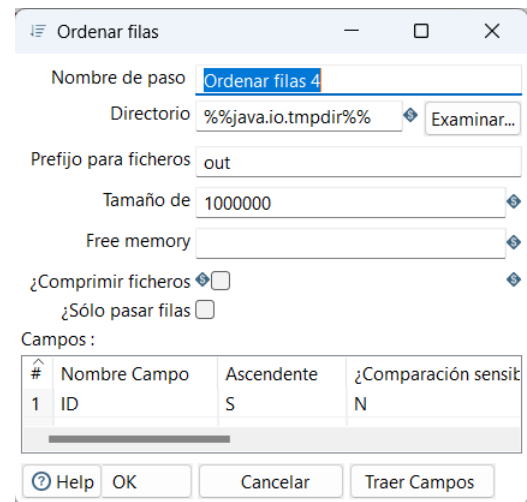 Ordenar filas
Nombre de paso Ordenar filas 4
Directorio %%java.io.tmpdir%% Examinar...
Prefijo para ficheros out
Tamaño de 1000000
Free memory
¿Comprimir ficheros
¿Sólo pasar filas
Campos :
# Nombre Campo Ascendente ¿Comparación sensib
1 ID S N
Help OK Cancelar Traer Campos